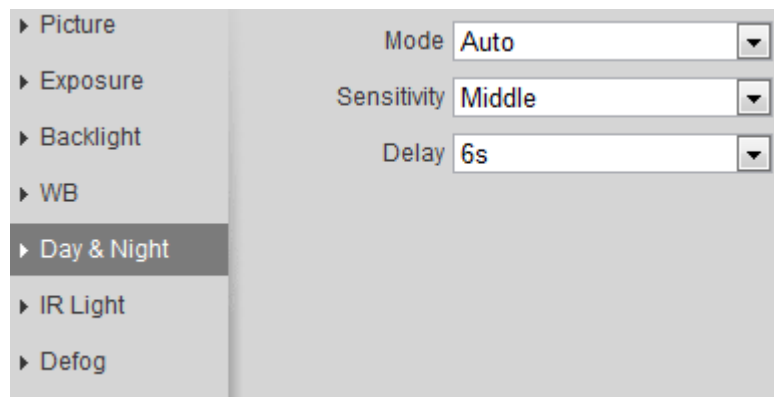 Picture
Exposure
Backlight
WB
Day & Night
IR Light
Defog
Mode Auto
Sensitivity Middle
Delay 6s